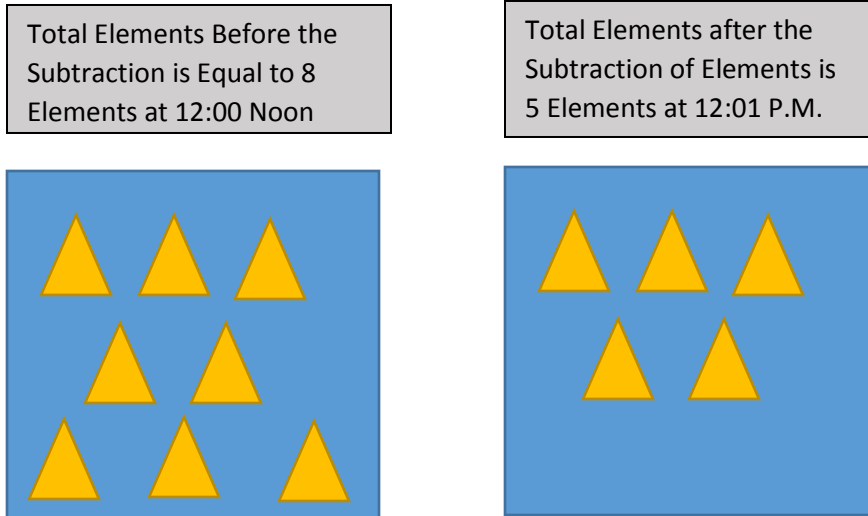 Total Elements Before the
Subtraction is Equal to 8
Elements at 12:00 Noon
Total Elements after the
Subtraction of Elements is
5 Elements at 12:01 P.M.